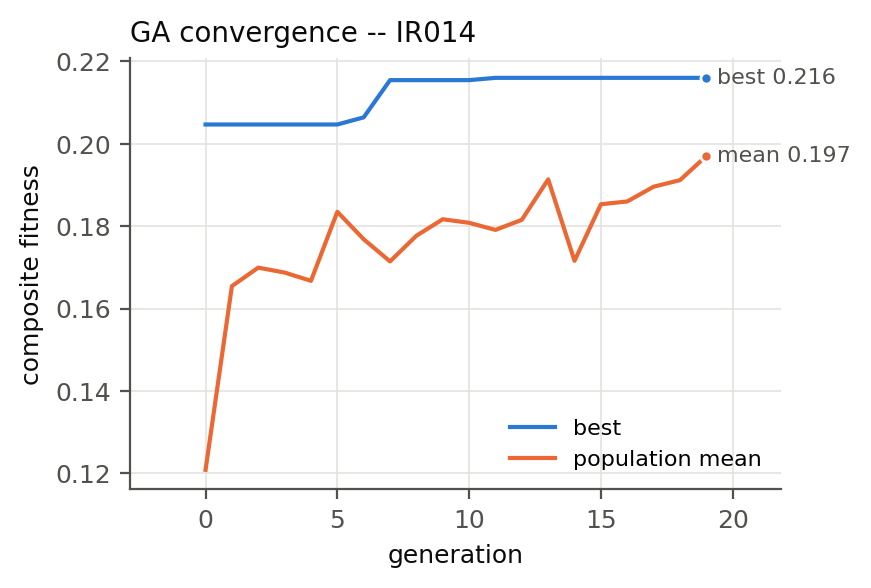 GA convergence -- IR014
composite fitness
0.22
0.20
0.18
0.16
0.14
0.12
best 0.216
mean 0.197
best
population mean
0
5
10
15
20
generation